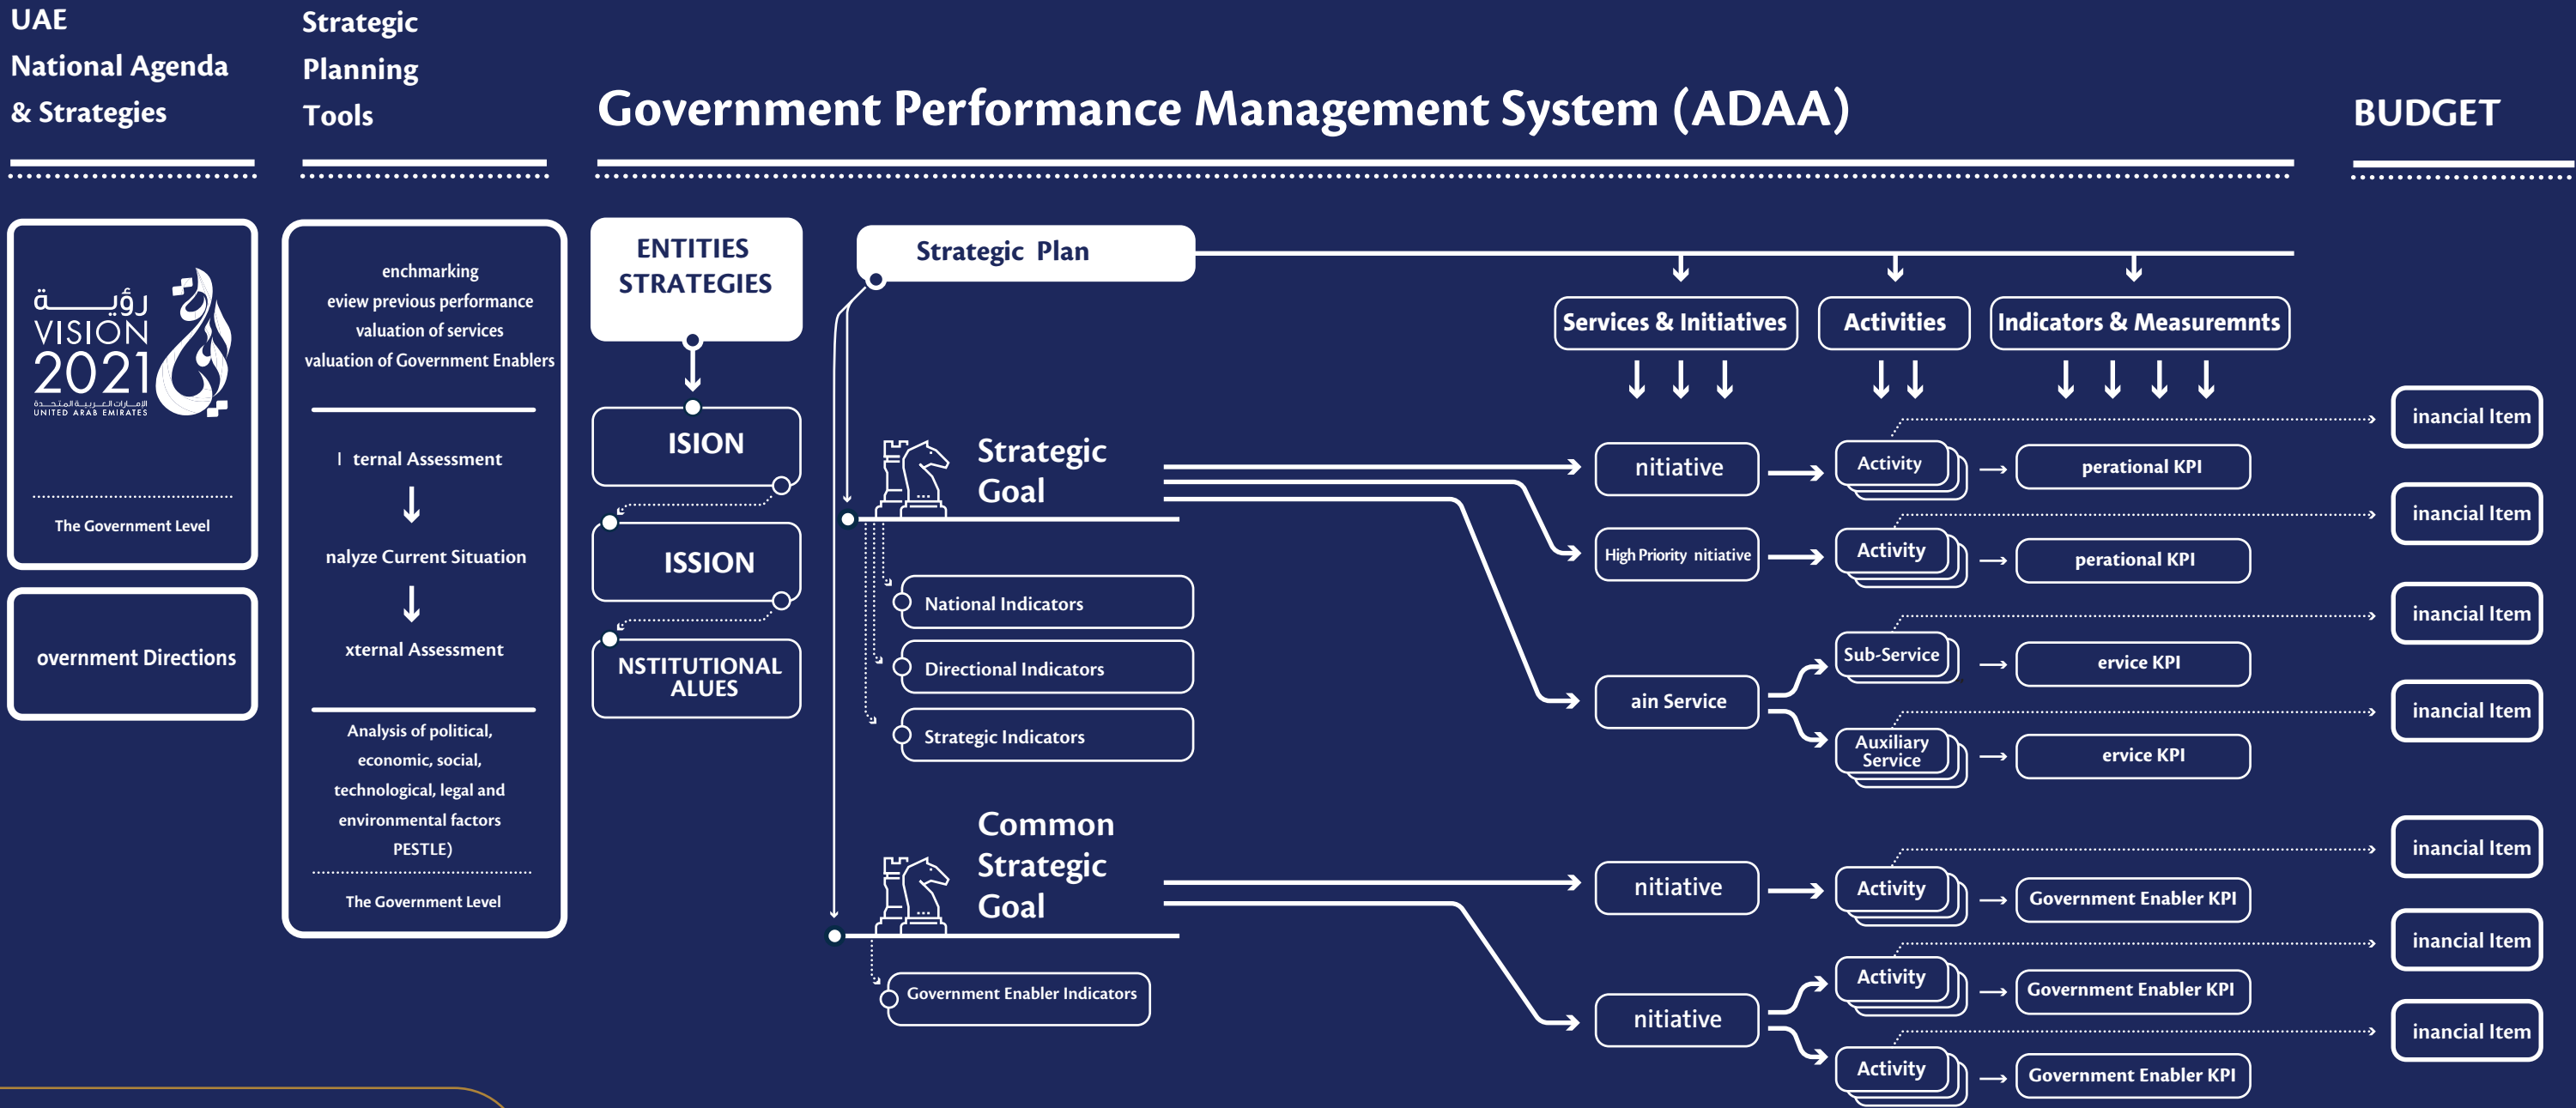 UAE
National Agenda
& Strategies
Strategic
Planning
Tools
Government Performance Management System (ADAA)
BUDGET
رؤيـــــة
VISION
2021
الإمـارات الـعـربـيـة المتحــدة
UNITED ARAB EMIRATES
The Government Level
overnment Directions
enchmarking
eview previous performance
valuation of services
valuation of Government Enablers
I ternal Assessment
nalyze Current Situation
xternal Assessment
Analysis of political,
economic, social,
technological, legal and
environmental factors
PESTLE)
The Government Level
ENTITIES
STRATEGIES
ISION
ISSION
NSTITUTIONAL
ALUES
Strategic Plan
Services & Initiatives
Activities
Indicators & Measuremnts
Strategic
Goal
National Indicators
Directional Indicators
Strategic Indicators
nitiative
Activity
perational KPI
inancial Item
High Priority nitiative
Activity
perational KPI
inancial Item
ain Service
Sub-Service
ervice KPI
inancial Item
Auxiliary
Service
ervice KPI
inancial Item
Common
Strategic
Goal
Government Enabler Indicators
nitiative
Activity
Government Enabler KPI
inancial Item
nitiative
Activity
Government Enabler KPI
inancial Item
Activity
Government Enabler KPI
inancial Item